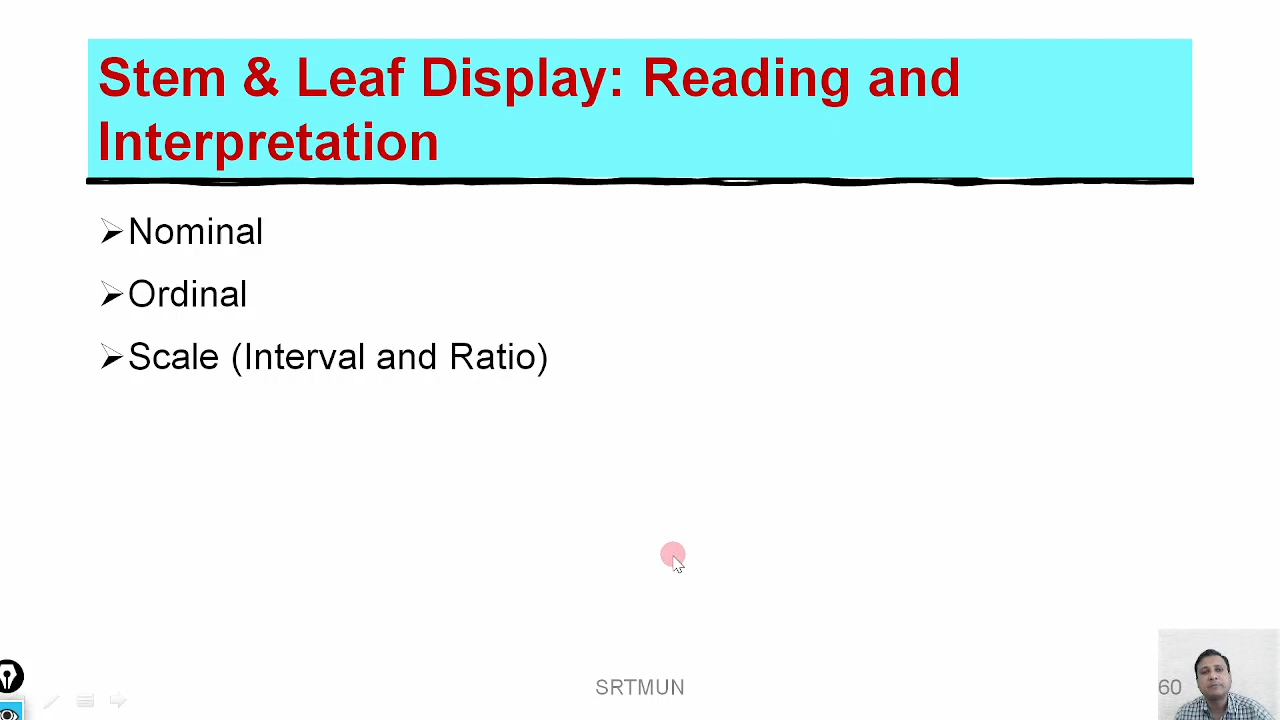 Stem & Leaf Display: Reading and
Interpretation
Nominal
Ordinal
Scale (Interval and Ratio)
SRTMUN
60